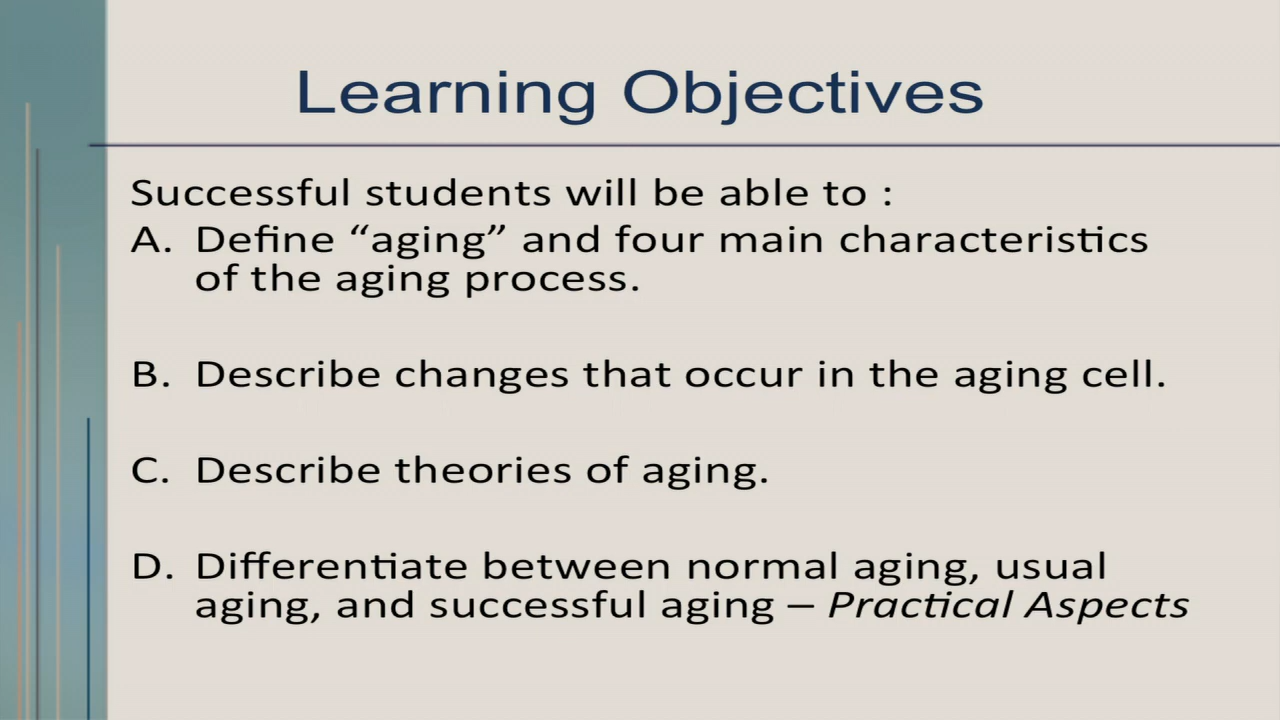 Learning Objectives
Successful students will be able to :
A. Define “aging” and four main characteristics
of the aging process.
B. Describe changes that occur in the aging cell.
C. Describe theories of aging.
D. Differentiate between normal aging, usual
aging, and successful aging – Practical Aspects